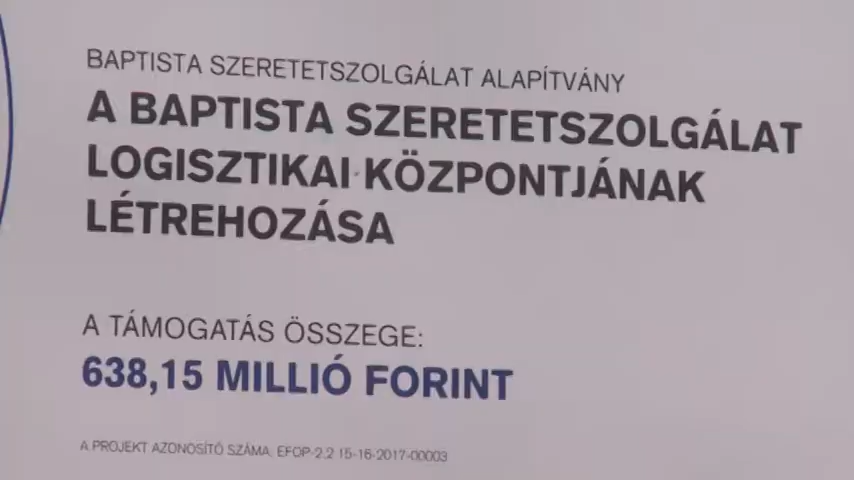 BAPTISTA SZERETETSZOLGÁLAT ALAPÍTVÁNY
A BAPTISTA SZERETETSZOLGÁLAT
LOGISZTIKAI KÖZPONTJÁNAK
LÉTREHOZÁSA
A TÁMOGATÁS ÖSSZEGE:
638,15 MILLIÓ FORINT
A PROJEKT AZONOSÍTÓ SZÁMA: EFOP-2.2.15-16-2017-00003